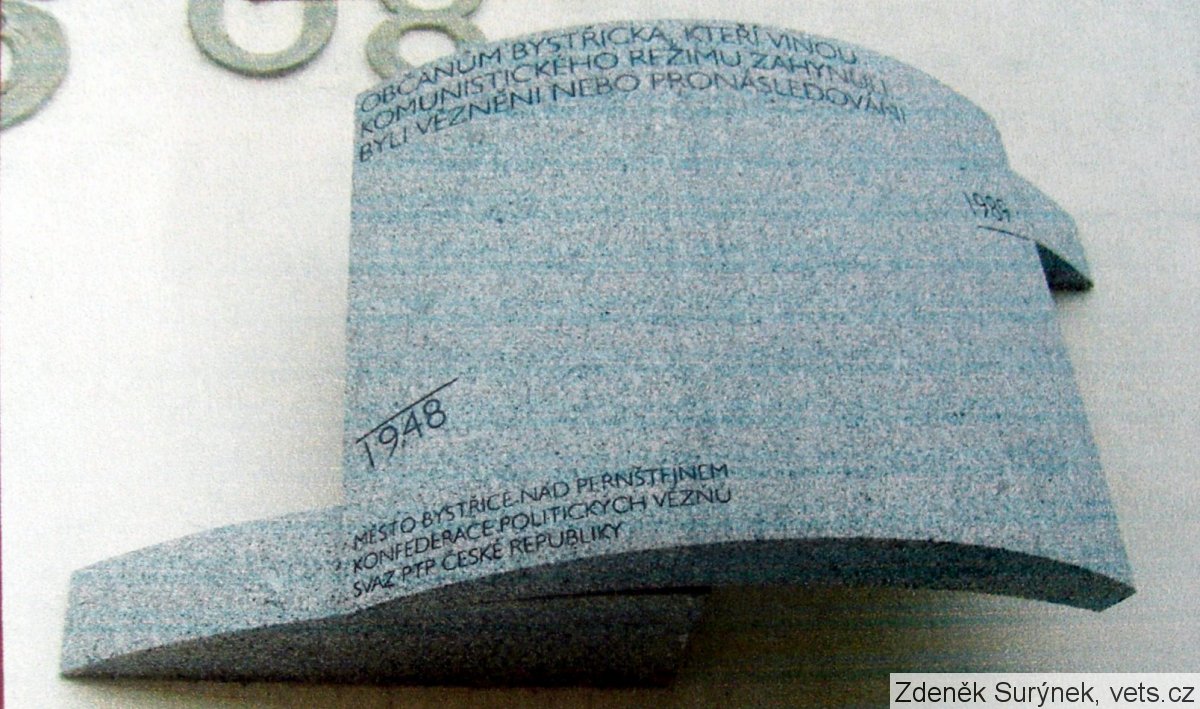 OBČANŮM BYSTŘICKA, KTEŘÍ VINOU
KOMUNISTICKÉHO REŽIMU ZAHYNULI,
BYLI VĚZNĚNI NEBO PRONÁSLEDOVÁNI
1989
1948
MĚSTO BYSTŘICE NAD PERNŠTEJNEM
KONFEDERACE POLITICKÝCH VĚZŇŮ
SVAZ PTP ČESKÉ REPUBLIKY
Zdeněk Surýnek, vets.cz